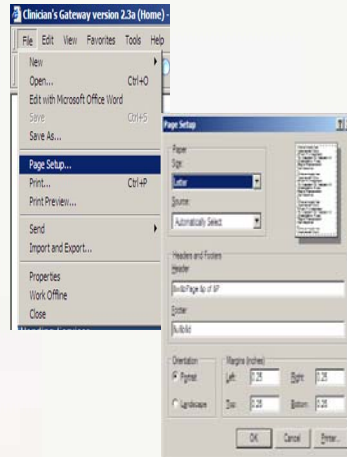 Clinician's Gateway version 2.3a (Home) -
File Edit View Favorites Tools Help
New
Open... Ctrl+O
Edit with Microsoft Office Word
Save Ctrl+S
Save As...
Page Setup...
Print... Ctrl+P
Print Preview...
Send
Import and Export...
Properties
Work Offline
Close
Page Setup
Paper
Size:
Letter
Source:
Automatically Select
Headers and Footers
Header
&w&bPage &p of &P
Footer
&u&b&d
Orientation
Portrait
Landscape
Margins (inches)
Left: 0.25 Right: 0.25
Top: 0.25 Bottom: 0.25
OK Cancel Printer...